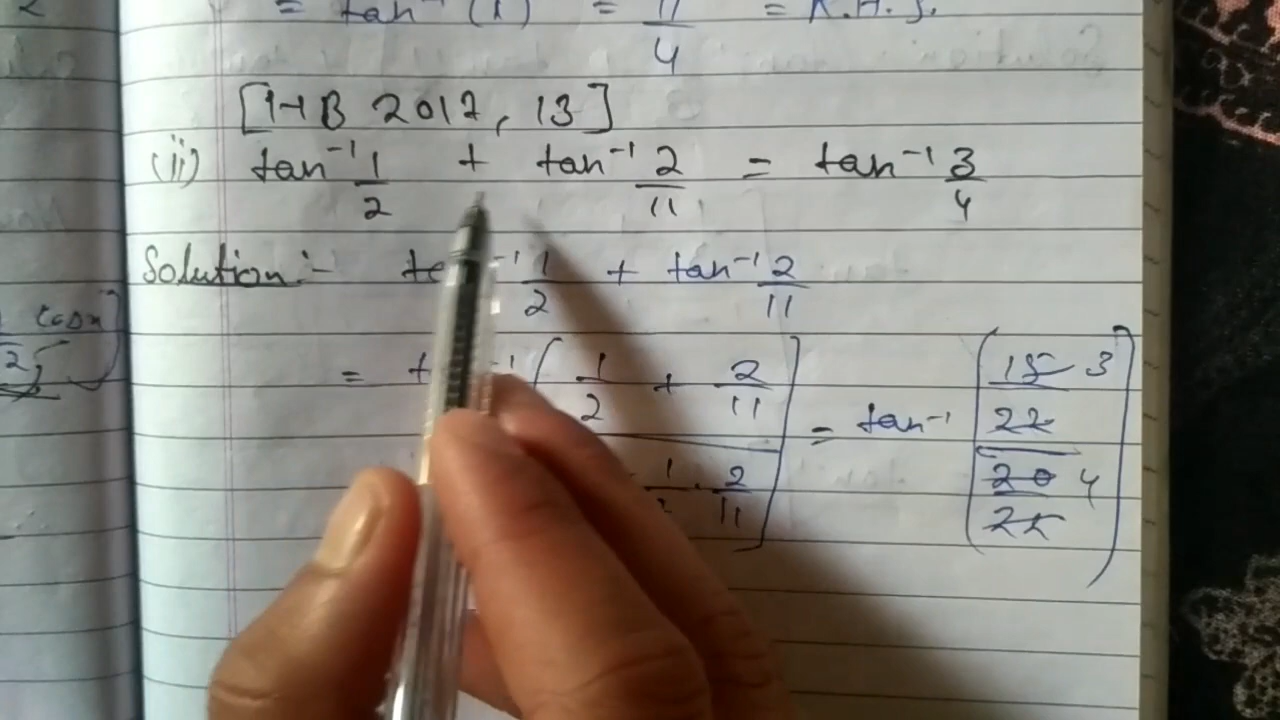 = tan⁻¹ (1) = π/4 = R.H.S.
[HB 2017, 13]
(ii) tan⁻¹ 1/2 + tan⁻¹ 2/11 = tan⁻¹ 3/4
Solution :- tan⁻¹ 1/2 + tan⁻¹ 2/11
= tan⁻¹ [(1/2 + 2/11) / (1/2 · 2/11)] = tan⁻¹ [(15/22) 3 / (20/22) 4]